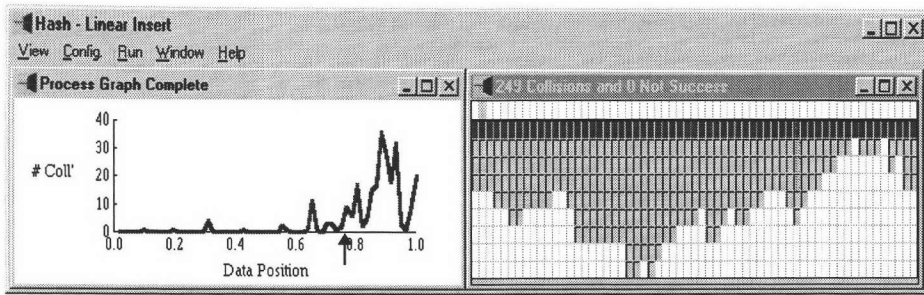 Hash - Linear Insert
View Config. Run Window Help
Process Graph Complete
249 Collisions and 0 Not Success
40
30
# Coll'
20
10
0
0.0 0.2 0.4 0.6 0.8 1.0
Data Position